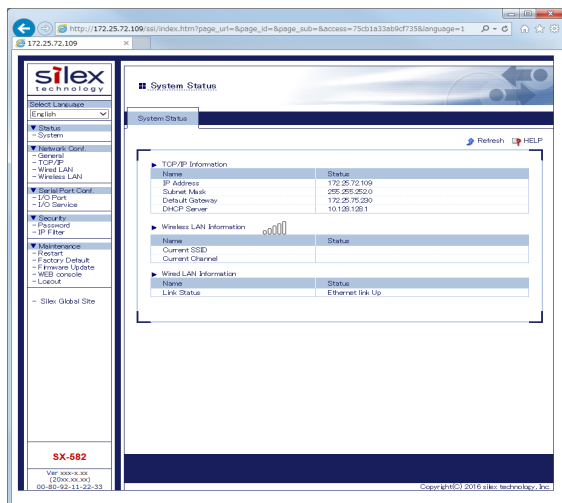 http://172.25.72.109/ssi/index.htm?page_url=&page_id=&page_sub=&access=75cb1a33ab9cf735&language=1
172.25.72.109
silex
technology
Select Language
English
▼ Status
- System
▼ Network Conf.
- General
- TCP/IP
- Wired LAN
- Wireless LAN
▼ Serial Port Conf.
- I/O Port
- I/O Service
▼ Security
- Password
- IP Filter
▼ Maintenance
- Restart
- Factory Default
- Firmware Update
- WEB console
- Logout
- Silex Global Site
SX-582
Ver xxx-x.xx
(20xx.xx.xx)
00-80-92-11-22-33
System Status
System Status
Refresh HELP
TCP/IP Information
Name Status
IP Address 172.25.72.109
Subnet Mask 255.255.252.0
Default Gateway 172.25.75.230
DHCP Server 10.128.128.1
Wireless LAN Information
Name Status
Current SSID
Current Channel
Wired LAN Information
Name Status
Link Status Ethernet link Up
Copyright(C) 2016 silex technology, Inc.